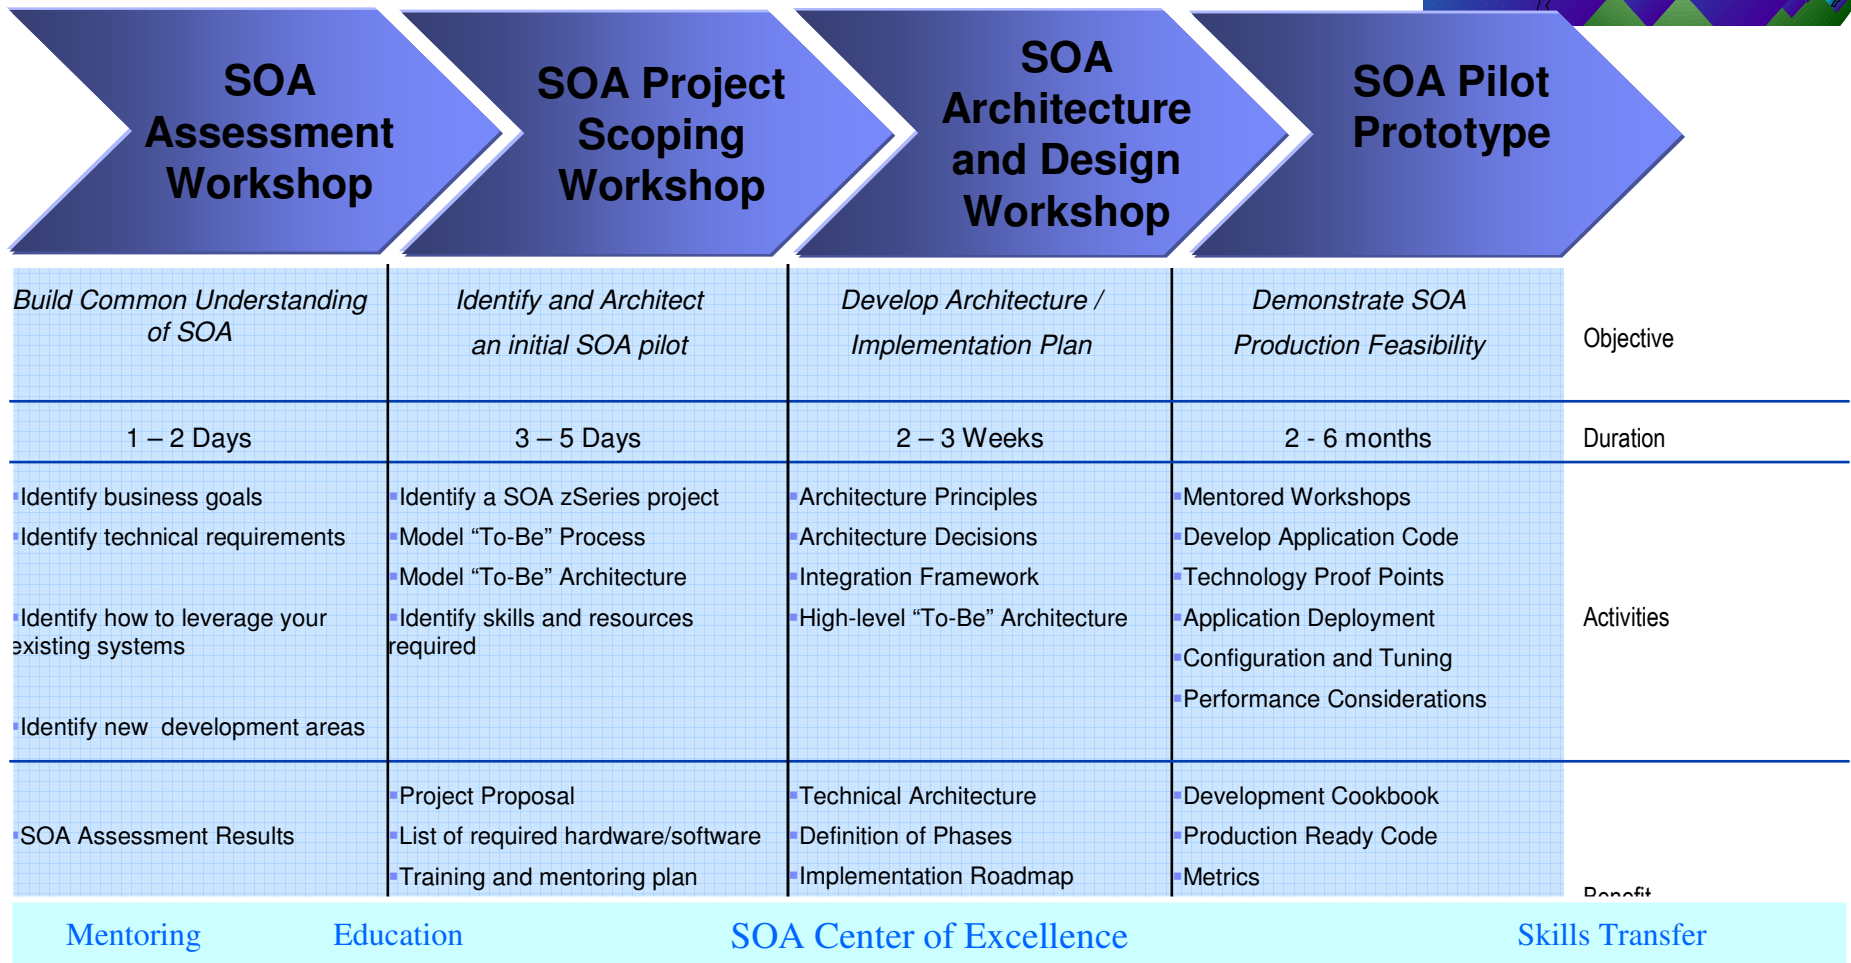 SOA
Assessment
Workshop
SOA Project
Scoping
Workshop
SOA
Architecture
and Design
Workshop
SOA Pilot
Prototype
Build Common Understanding
of SOA
Identify and Architect
an initial SOA pilot
Develop Architecture /
Implementation Plan
Demonstrate SOA
Production Feasibility
Objective
1 – 2 Days
3 – 5 Days
2 – 3 Weeks
2 - 6 months
Duration
▪Identify business goals
▪Identify technical requirements
▪Identify how to leverage your
existing systems
▪Identify new  development areas
▪Identify a SOA zSeries project
▪Model “To-Be” Process
▪Model “To-Be” Architecture
▪Identify skills and resources
required
▪Architecture Principles
▪Architecture Decisions
▪Integration Framework
▪High-level “To-Be” Architecture
▪Mentored Workshops
▪Develop Application Code
▪Technology Proof Points
▪Application Deployment
▪Configuration and Tuning
▪Performance Considerations
Activities
▪SOA Assessment Results
▪Project Proposal
▪List of required hardware/software
▪Training and mentoring plan
▪Technical Architecture
▪Definition of Phases
▪Implementation Roadmap
▪Development Cookbook
▪Production Ready Code
▪Metrics
Benefit
Mentoring
Education
SOA Center of Excellence
Skills Transfer